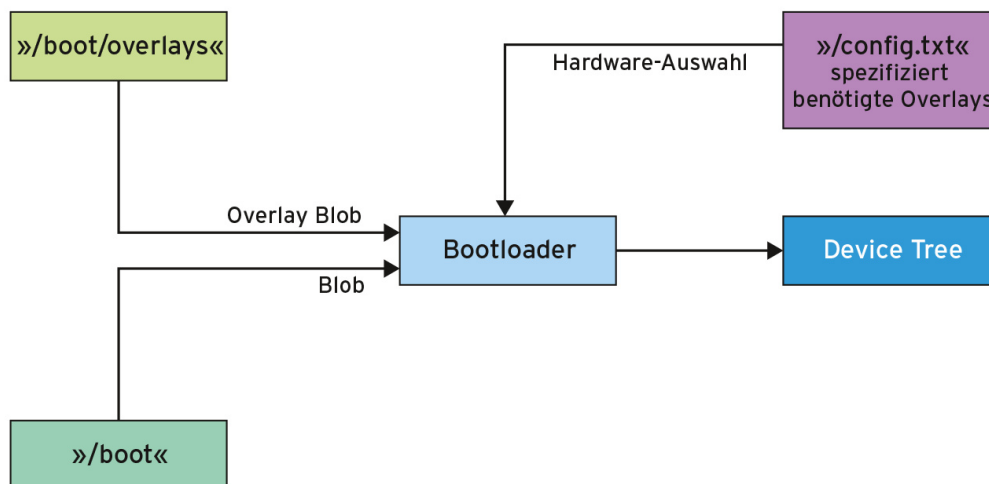 »/boot/overlays«
»/config.txt«
spezifiziert
benötigte Overlays
Hardware-Auswahl
Overlay Blob
Bootloader
Device Tree
Blob
»/boot«